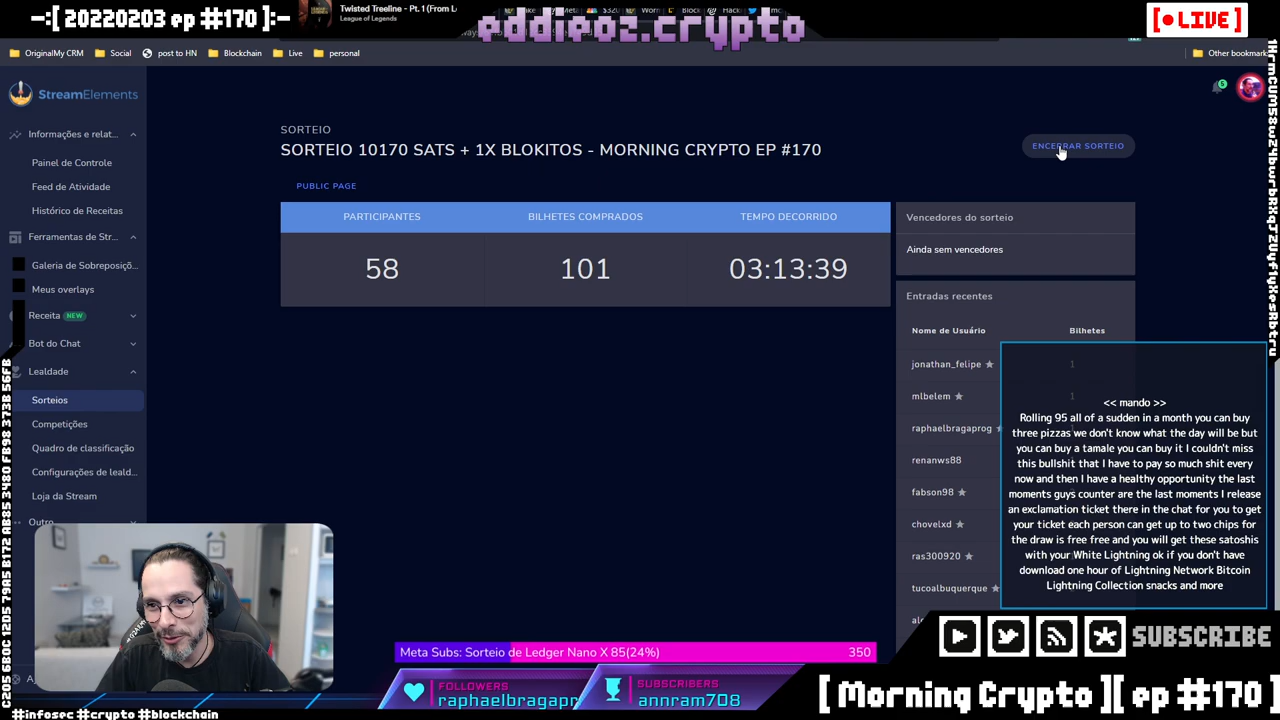 -:[ 20220203 ep #170 ]:-
Twisted Treeline - Pt. 1 (From L
League of Legends
eddieoz.crypto
[•LIVE]
OriginalMy CRM
Social
post to HN
Blockchain
Live
personal
Other bookmark
StreamElements
5
Informações e relat...
Painel de Controle
Feed de Atividade
Histórico de Receitas
Ferramentas de Str...
Galeria de Sobreposiçõ...
Meus overlays
Receita NEW
Bot do Chat
Lealdade
Sorteios
Competições
Quadro de classificação
Configurações de leald...
Loja da Stream
Outro
SORTEIO
SORTEIO 10170 SATS + 1X BLOKITOS - MORNING CRYPTO EP #170
ENCERRAR SORTEIO
PUBLIC PAGE
PARTICIPANTES
BILHETES COMPRADOS
TEMPO DECORRIDO
58
101
03:13:39
Vencedores do sorteio
Ainda sem vencedores
Entradas recentes
Nome de Usuário
Bilhetes
jonathan_felipe
1
mlbelem
1
raphaelbragaprog
renanws88
fabson98
chovelxd
ras300920
tucoalbuquerque
<< mando >>
Rolling 95 all of a sudden in a month you can buy
three pizzas we don't know what the day will be but
you can buy a tamale you can buy it I couldn't miss
this bullshit that I have to pay so much shit every
now and then I have a healthy opportunity the last
moments guys counter are the last moments I release
an exclamation ticket there in the chat for you to get
your ticket each person can get up to two chips for
the draw is free free and you will get these satoshis
with your White Lightning ok if you don't have
download one hour of Lightning Network Bitcoin
Lightning Collection snacks and more
SUBSCRIBE
Meta Subs: Sorteio de Ledger Nano X 85(24%)
350
FOLLOWERS
raphaelbragapr
SUBSCRIBERS
annram708
[ Morning Crypto ][ ep #170 ]
#infosec #crypto #blockchain